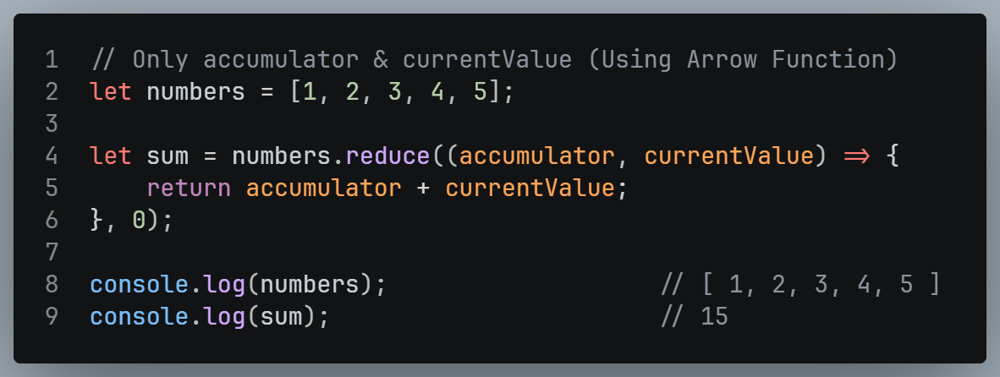 1 // Only accumulator & currentValue (Using Arrow Function)
2 let numbers = [1, 2, 3, 4, 5];
3
4 let sum = numbers.reduce((accumulator, currentValue) => {
5     return accumulator + currentValue;
6 }, 0);
7
8 console.log(numbers);                   // [ 1, 2, 3, 4, 5 ]
9 console.log(sum);                       // 15